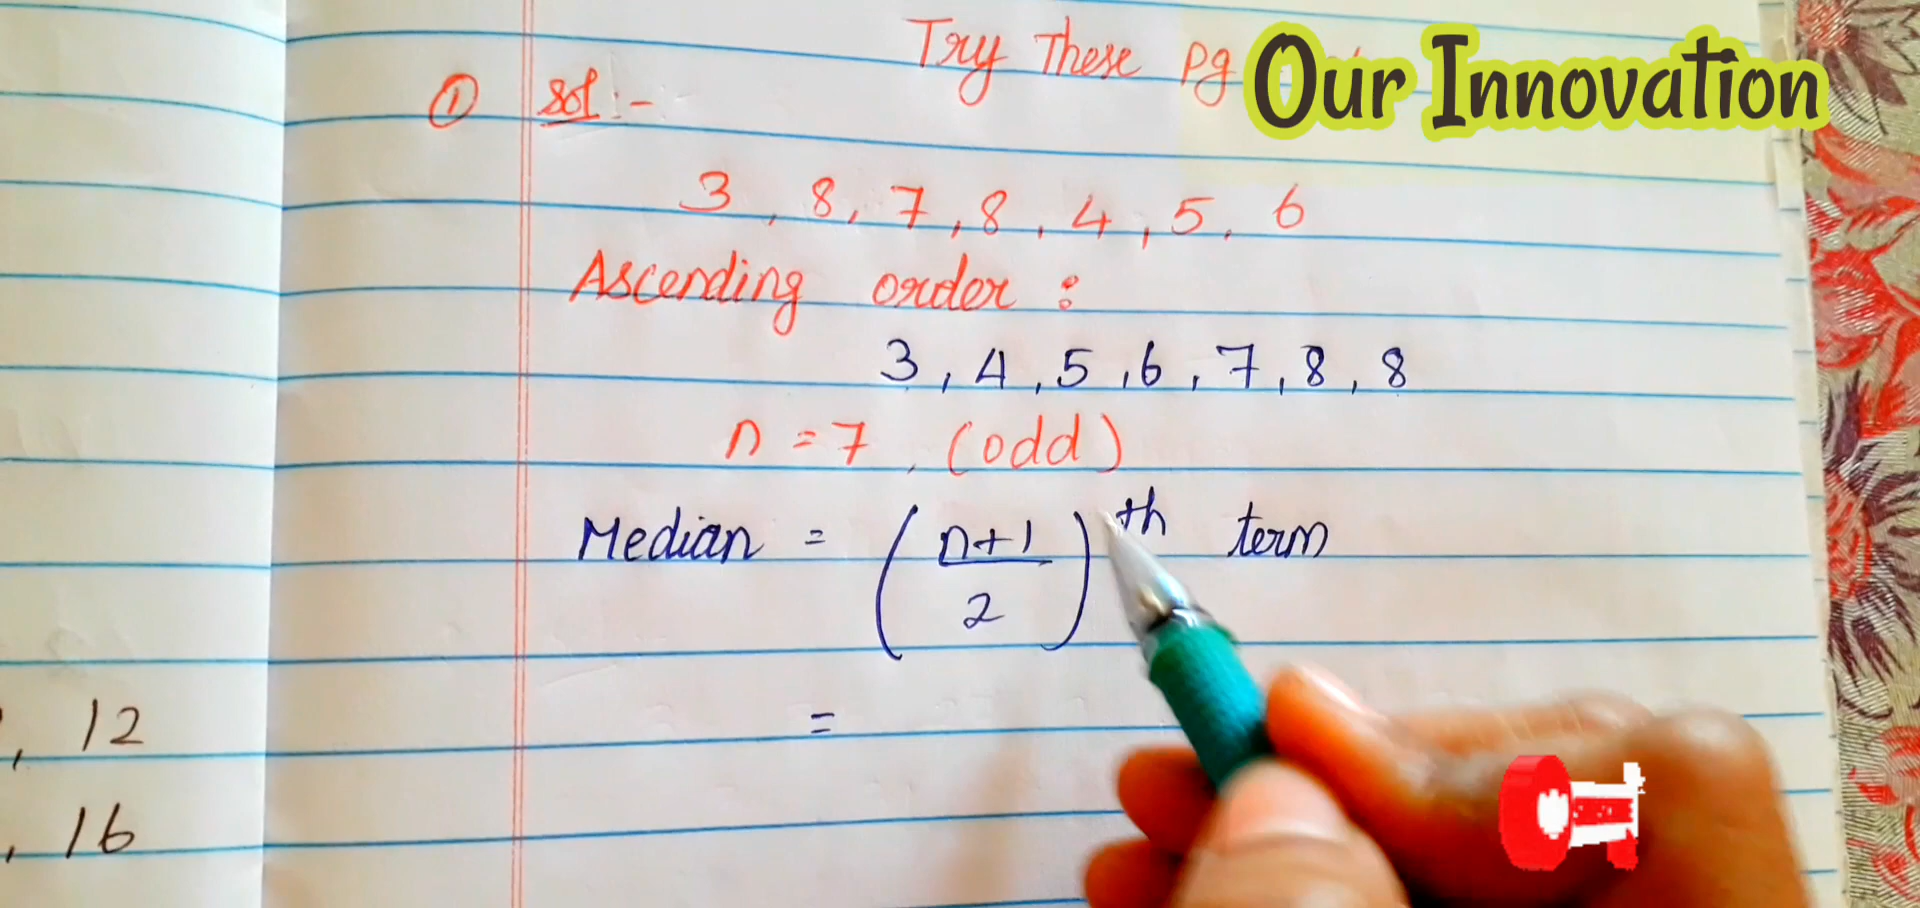 Try These Pg
Our Innovation
① Sol :-
3, 8, 7, 8, 4, 5, 6
Ascending order :
3, 4, 5, 6, 7, 8, 8
n = 7, (odd)
Median = (n+1/2)th term
=
, 12
, 16